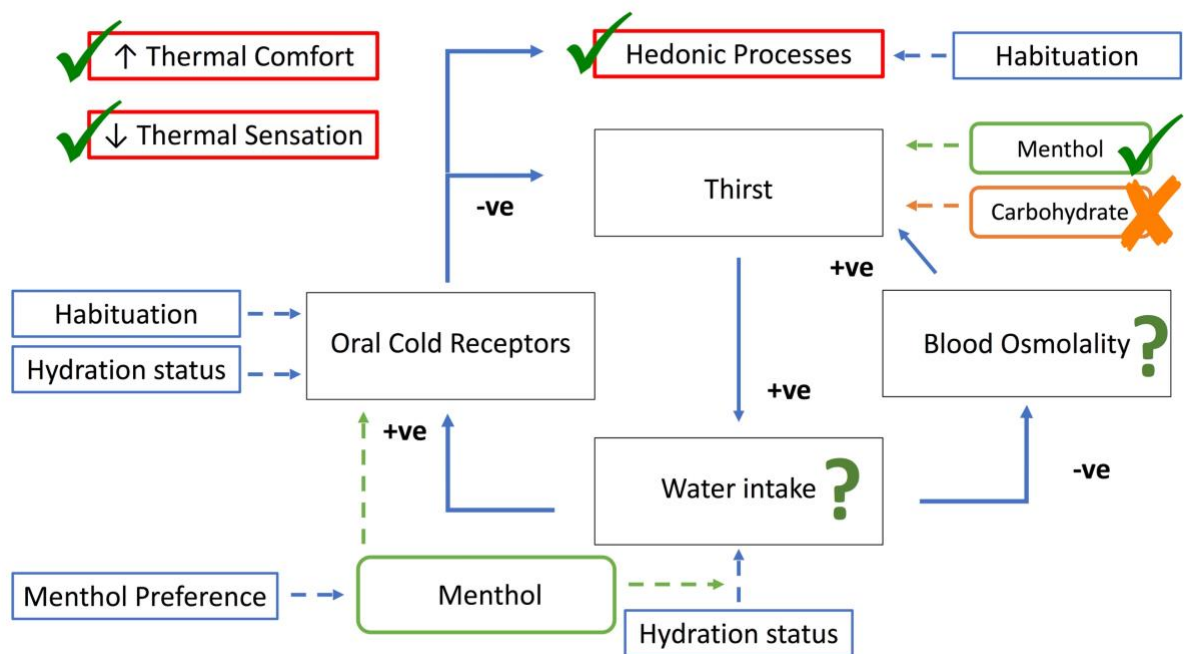 ↑ Thermal Comfort
Hedonic Processes
Habituation
↓ Thermal Sensation
Menthol
Thirst
Carbohydrate
-ve
+ve
Habituation
Oral Cold Receptors
Blood Osmolality ?
Hydration status
+ve
+ve
Water intake ?
-ve
Menthol Preference
Menthol
Hydration status